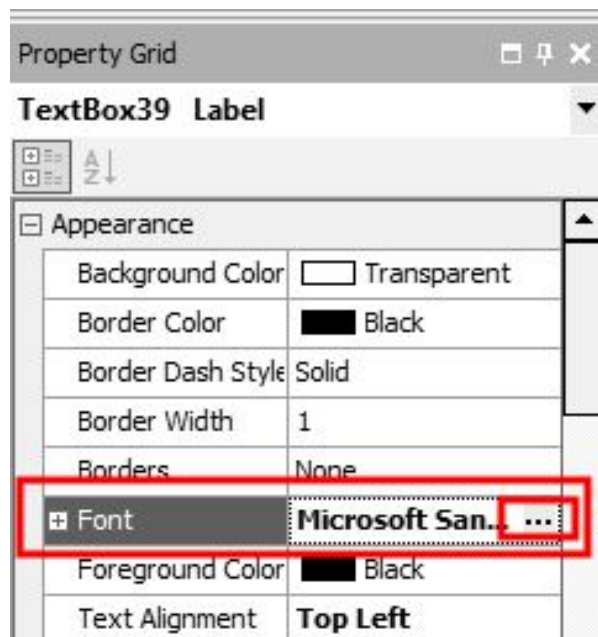 Property Grid
TextBox39 Label
Appearance
Background Color Transparent
Border Color Black
Border Dash Style Solid
Border Width 1
Borders None
Font Microsoft San... ...
Foreground Color Black
Text Alignment Top Left